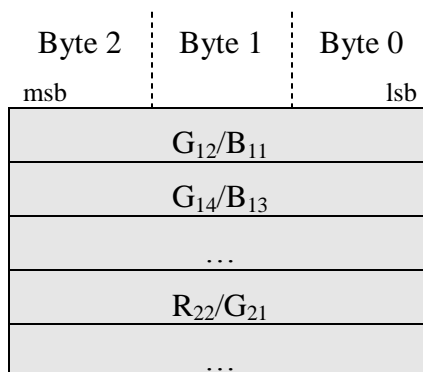 Byte 2 Byte 1 Byte 0
msb lsb
G₁₂/B₁₁
G₁₄/B₁₃
…
R₂₂/G₂₁
…